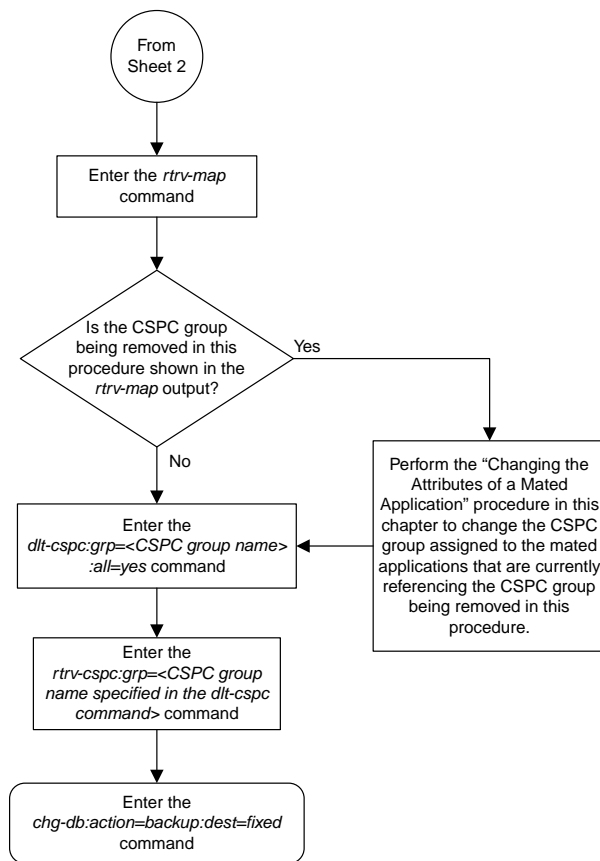 From
Sheet 2
Enter the rtrv-map
command
Is the CSPC group
being removed in this
procedure shown in the
rtrv-map output?
Yes
No
Perform the “Changing the
Attributes of a Mated
Application” procedure in this
chapter to change the CSPC
group assigned to the mated
applications that are currently
referencing the CSPC group
being removed in this
procedure.
Enter the
dlt-cspc:grp=<CSPC group name>
:all=yes command
Enter the
rtrv-cspc:grp=<CSPC group
name specified in the dlt-cspc
command> command
Enter the
chg-db:action=backup:dest=fixed
command